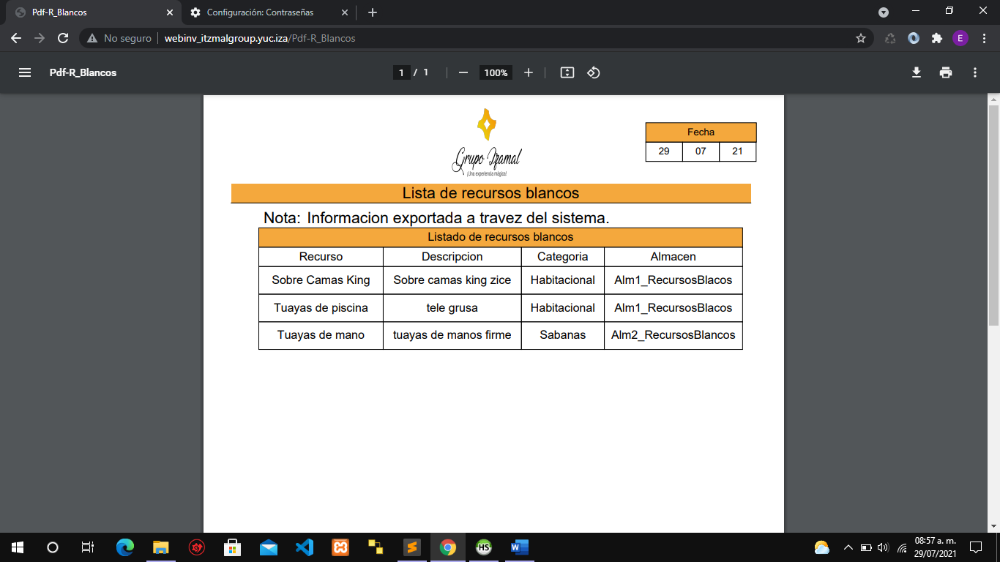 Pdf-R_Blancos
Configuración: Contraseñas
No seguro
webinv_itzmalgroup.yuc.iza/Pdf-R_Blancos
E
Pdf-R_Blancos
1 / 1
100%
Grupo Izamal
¡Una experiencia mágica!
Fecha
29 07 21
Lista de recursos blancos
Nota: Informacion exportada a travez del sistema.
Listado de recursos blancos
Recurso Descripcion Categoria Almacen
Sobre Camas King Sobre camas king zice Habitacional Alm1_RecursosBlacos
Tuayas de piscina tele grusa Habitacional Alm1_RecursosBlacos
Tuayas de mano tuayas de manos firme Sabanas Alm2_RecursosBlancos
HS
W
08:57 a. m.
29/07/2021